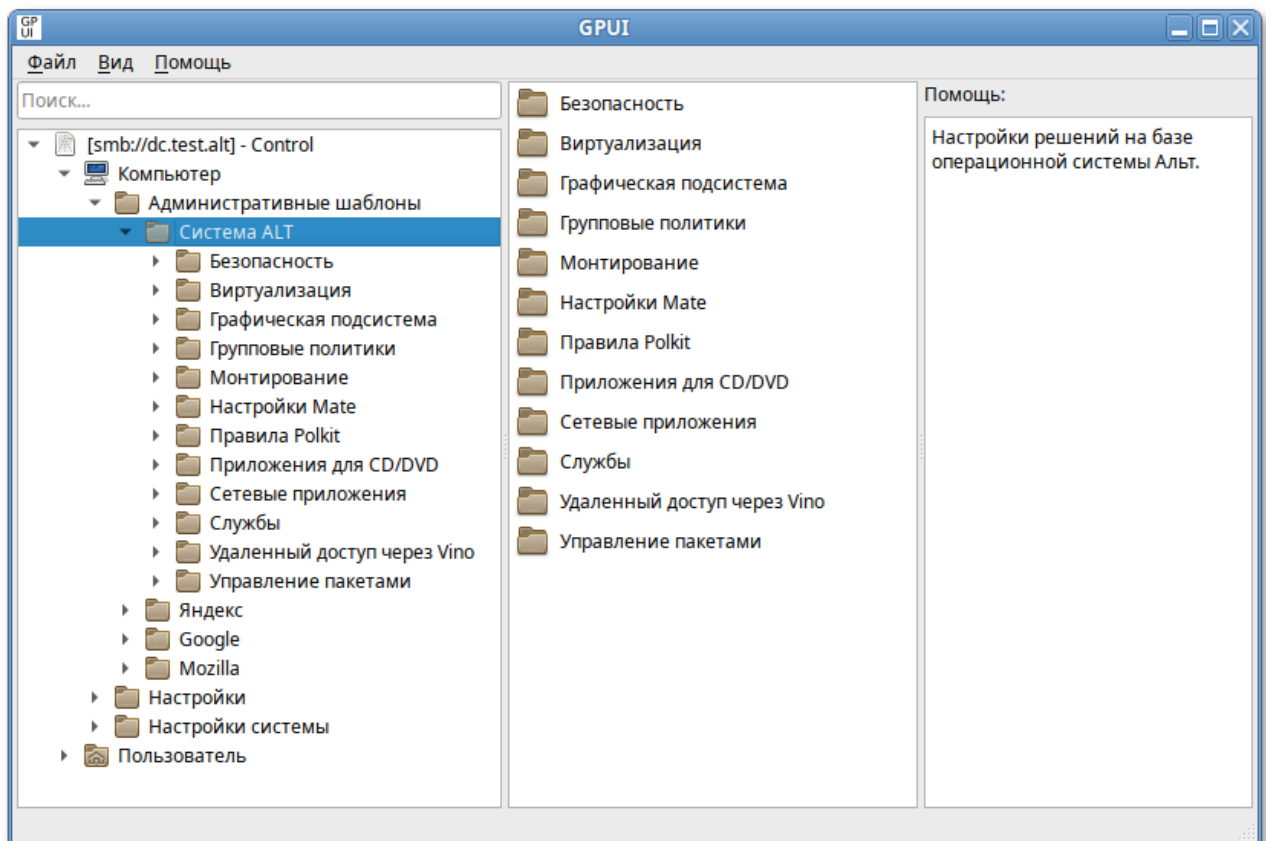 GP
UI
GPUI
Файл Вид Помощь
Поиск...
[smb://dc.test.alt] - Control
Компьютер
Административные шаблоны
Система ALT
Безопасность
Виртуализация
Графическая подсистема
Групповые политики
Монтирование
Настройки Mate
Правила Polkit
Приложения для CD/DVD
Сетевые приложения
Службы
Удаленный доступ через Vino
Управление пакетами
Яндекс
Google
Mozilla
Настройки
Настройки системы
Пользователь
Безопасность
Виртуализация
Графическая подсистема
Групповые политики
Монтирование
Настройки Mate
Правила Polkit
Приложения для CD/DVD
Сетевые приложения
Службы
Удаленный доступ через Vino
Управление пакетами
Помощь:
Настройки решений на базе
операционной системы Альт.